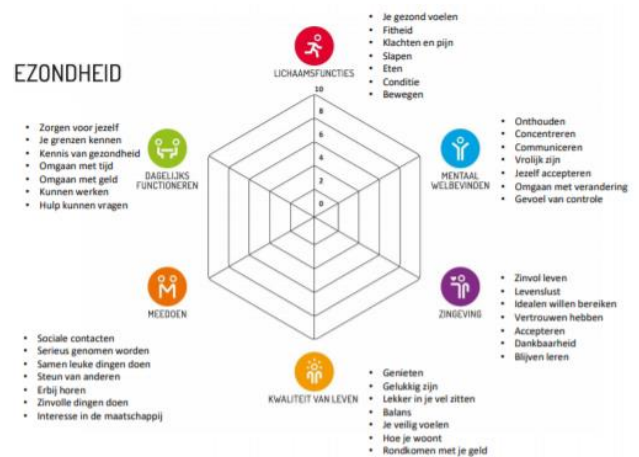 EZONDHEID
LICHAAMSFUNCTIES
• Je gezond voelen
• Fitheid
• Klachten en pijn
• Slapen
• Eten
• Conditie
• Bewegen
10
8
6
4
2
0
• Zorgen voor jezelf
• Je grenzen kennen
• Kennis van gezondheid
• Omgaan met tijd
• Omgaan met geld
• Kunnen werken
• Hulp kunnen vragen
DAGELIJKS
FUNCTIONEREN
MENTAAL
WELBEVINDEN
• Onthouden
• Concentreren
• Communiceren
• Vrolijk zijn
• Jezelf accepteren
• Omgaan met verandering
• Gevoel van controle
MEEDOEN
• Sociale contacten
• Serieus genomen worden
• Samen leuke dingen doen
• Steun van anderen
• Erbij horen
• Zinvolle dingen doen
• Interesse in de maatschappij
ZINGEVING
• Zinvol leven
• Levenslust
• Idealen willen bereiken
• Vertrouwen hebben
• Accepteren
• Dankbaarheid
• Blijven leren
KWALITEIT VAN LEVEN
• Genieten
• Gelukkig zijn
• Lekker in je vel zitten
• Balans
• Je veilig voelen
• Hoe je woont
• Rondkomen met je geld